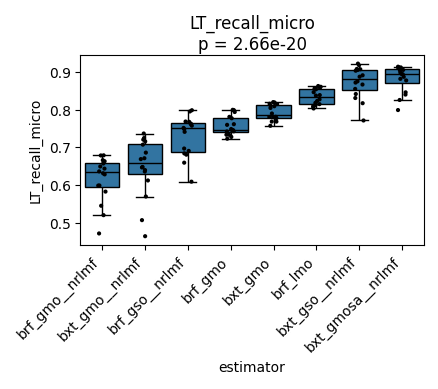 LT_recall_micro
p = 2.66e-20
LT_recall_micro
0.9
0.8
0.7
0.6
0.5
brf_gmo__nrlmf
bxt_gmo__nrlmf
brf_gso__nrlmf
brf_gmo
bxt_gmo
brf_lmo
bxt_gso__nrlmf
bxt_gmosa__nrlmf
estimator